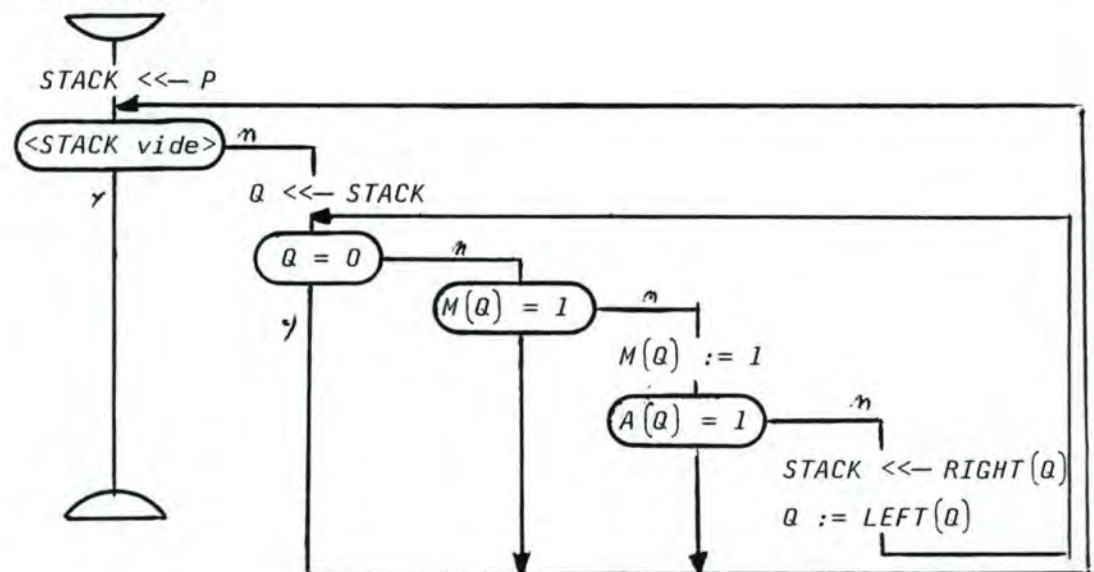 STACK <<— P
<STACK vide> n
y
Q <<— STACK
Q = 0 n
y
M(Q) = 1 n
M(Q) := 1
A(Q) = 1 n
STACK <<— RIGHT(Q)
Q := LEFT(Q)